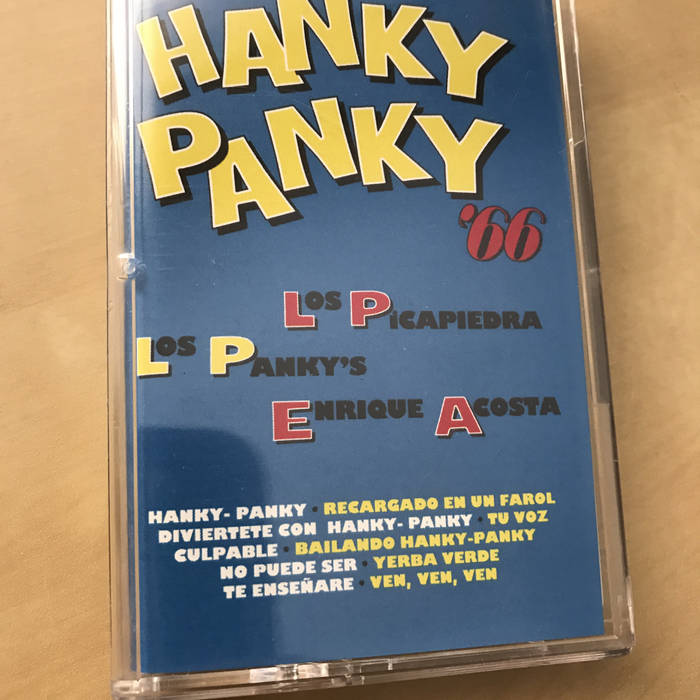 HANKY
PANKY
'66
LOS PICAPIEDRA
LOS PANKY'S
ENRIQUE ACOSTA
HANKY- PANKY · RECARGADO EN UN FAROL
DIVIERTETE CON HANKY- PANKY · TU VOZ
CULPABLE · BAILANDO HANKY-PANKY
NO PUEDE SER · YERBA VERDE
TE ENSEÑARE · VEN, VEN, VEN